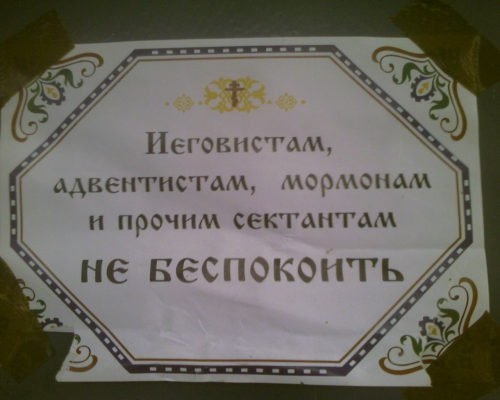 Иеговистам,
адвентистам, мормонам
и прочим сектантам
НЕ БЕСПОКОИТЬ